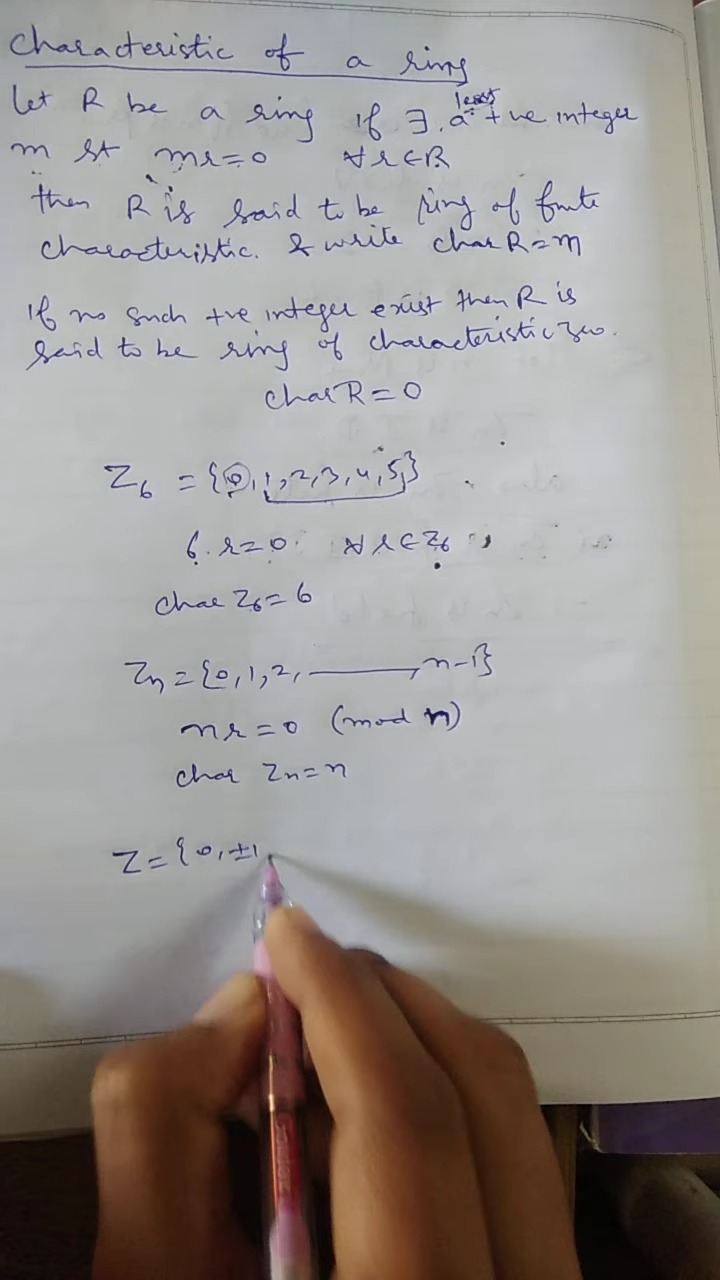 Characteristic of a ring
let R be a ring if ∃ a least +ve integer
m st mr=0 ∀ r∈R
then R is said to be ring of finite
characteristic. & write char R=m
If no such +ve integer exist then R is
said to be ring of characteristic zero.
char R = 0
Z₆ = {0,1,2,3,4,5}
6.r=0 ∀ r∈Z₆
char Z₆=6
Zn={0,1,2,———,n-1}
nr=0 (mod n)
char Zn=n
Z={0,±1,